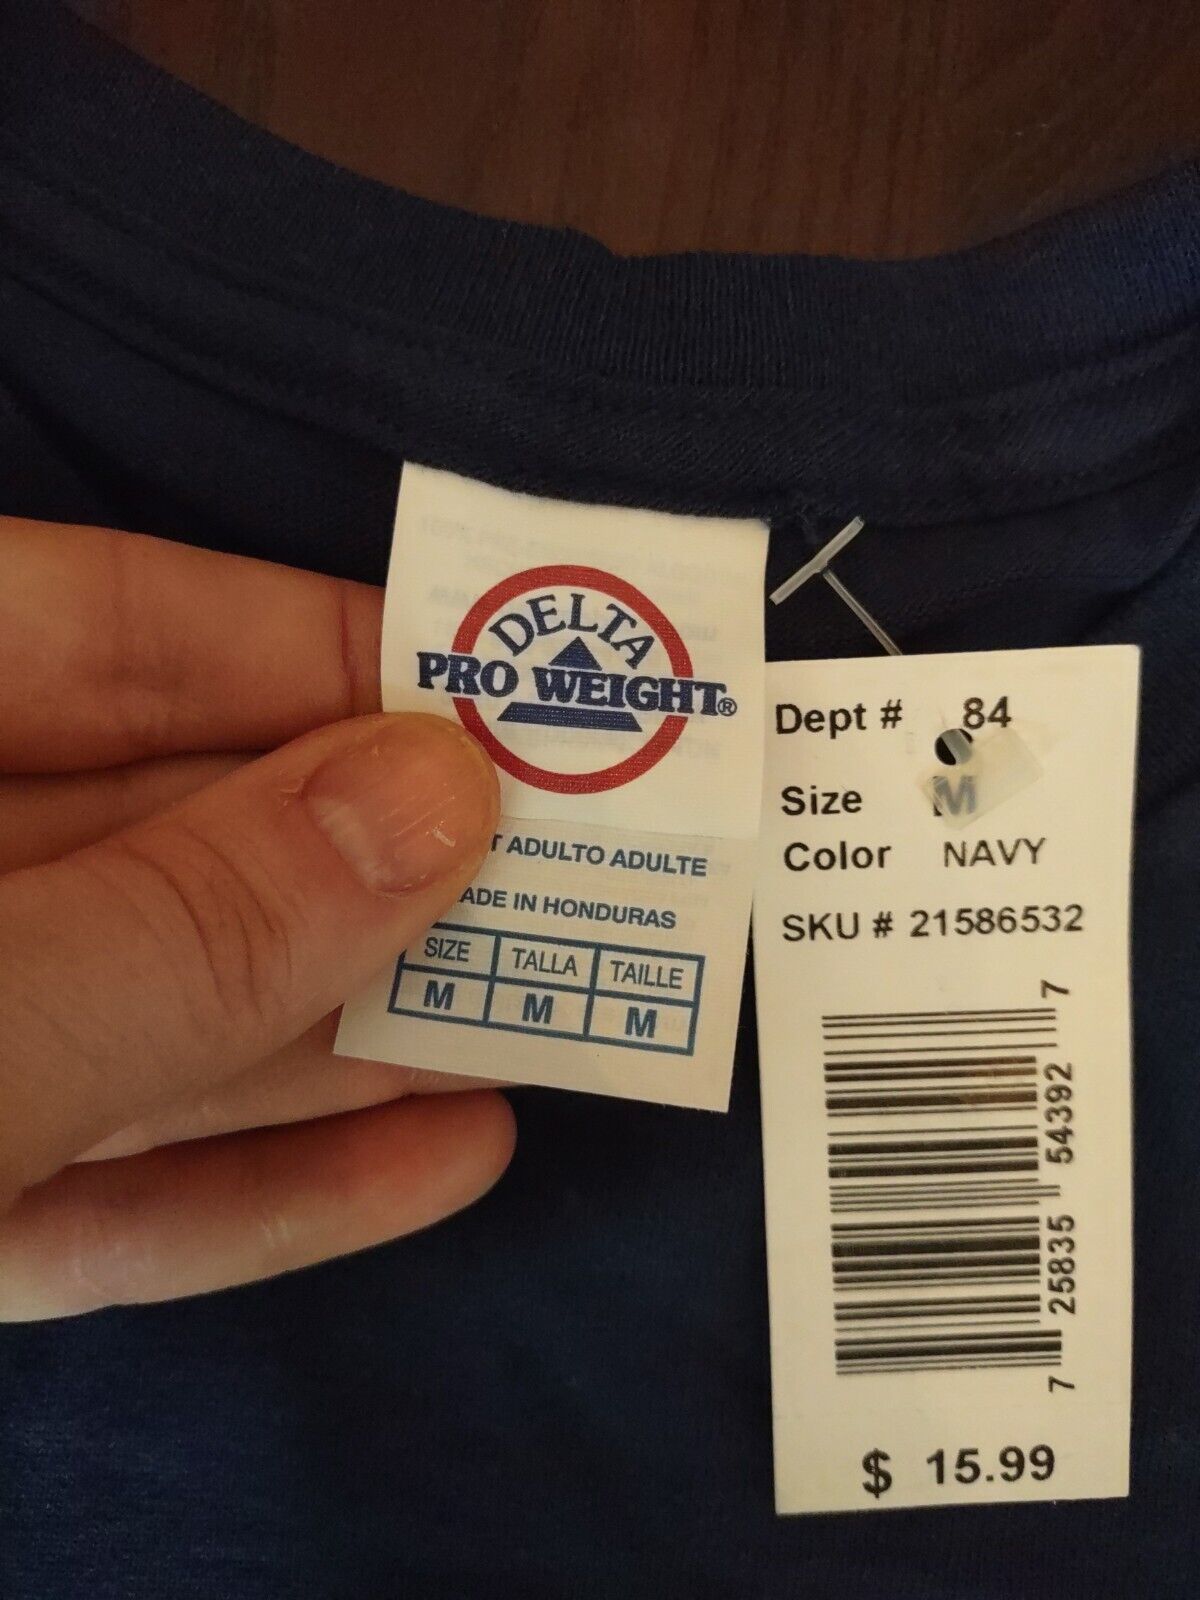 DELTA
PRO WEIGHT®
T ADULTO ADULTE
ADE IN HONDURAS
SIZE TALLA TAILLE
M M M
Dept # 84
Size M
Color NAVY
SKU # 21586532
7 25835 54392 7
$ 15.99